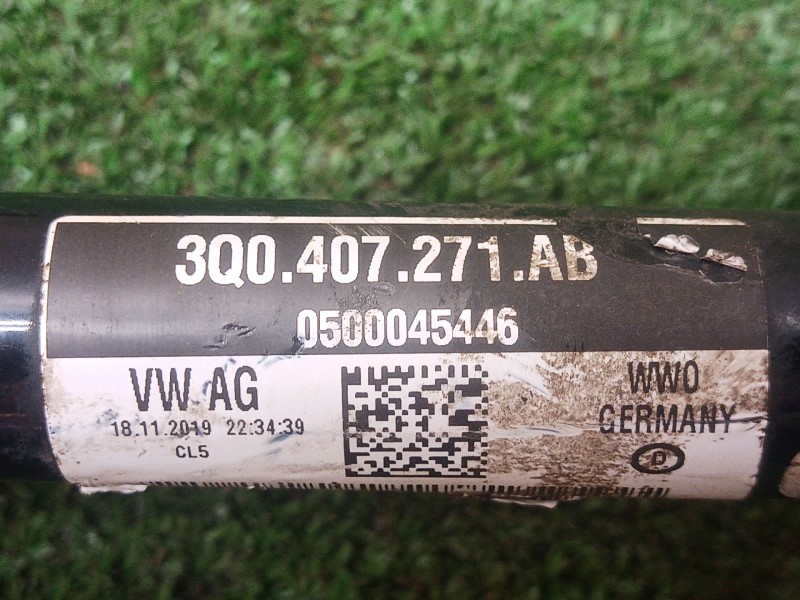 3Q0.407.271.AB
0500045446
VW AG
18.11.2019 22:34:39
CL5
WWO
GERMANY
D